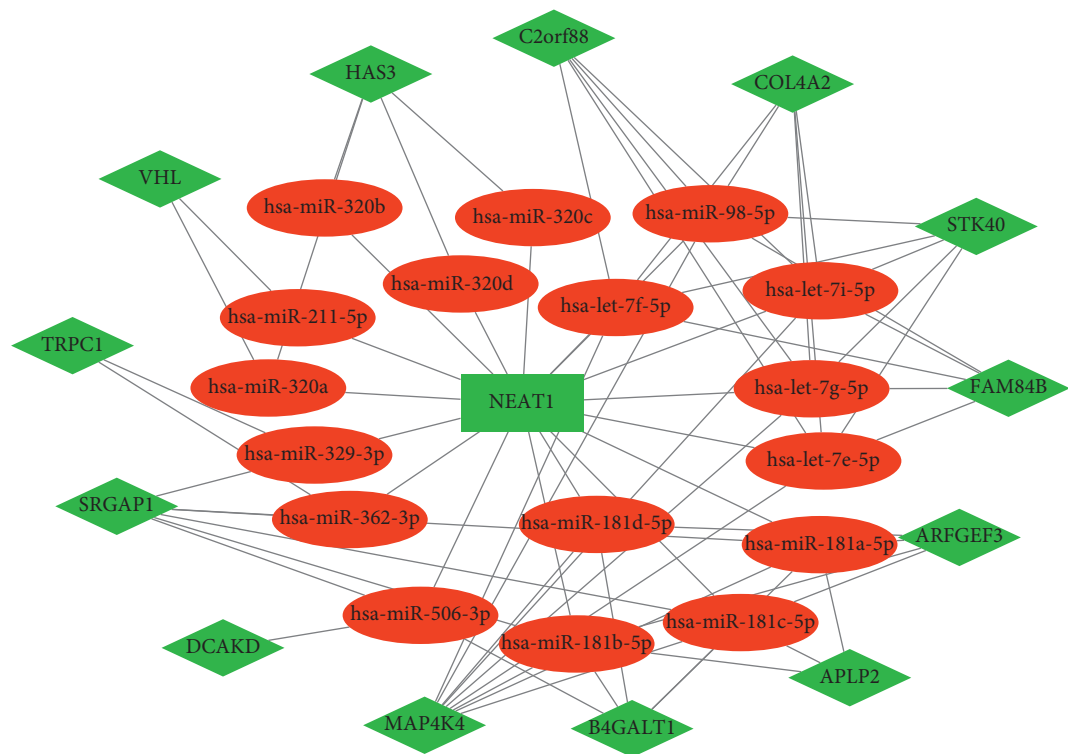 C2orf88
HAS3
COL4A2
VHL
hsa-miR-320b
hsa-miR-320c
hsa-miR-98-5p
STK40
hsa-miR-320d
hsa-let-7i-5p
hsa-let-7f-5p
hsa-miR-211-5p
TRPC1
hsa-miR-320a
NEAT1
hsa-let-7g-5p
FAM84B
hsa-miR-329-3p
hsa-let-7e-5p
SRGAP1
hsa-miR-362-3p
hsa-miR-181d-5p
hsa-miR-181a-5p
ARFGEF3
hsa-miR-506-3p
hsa-miR-181b-5p
hsa-miR-181c-5p
DCAKD
APLP2
MAP4K4
B4GALT1